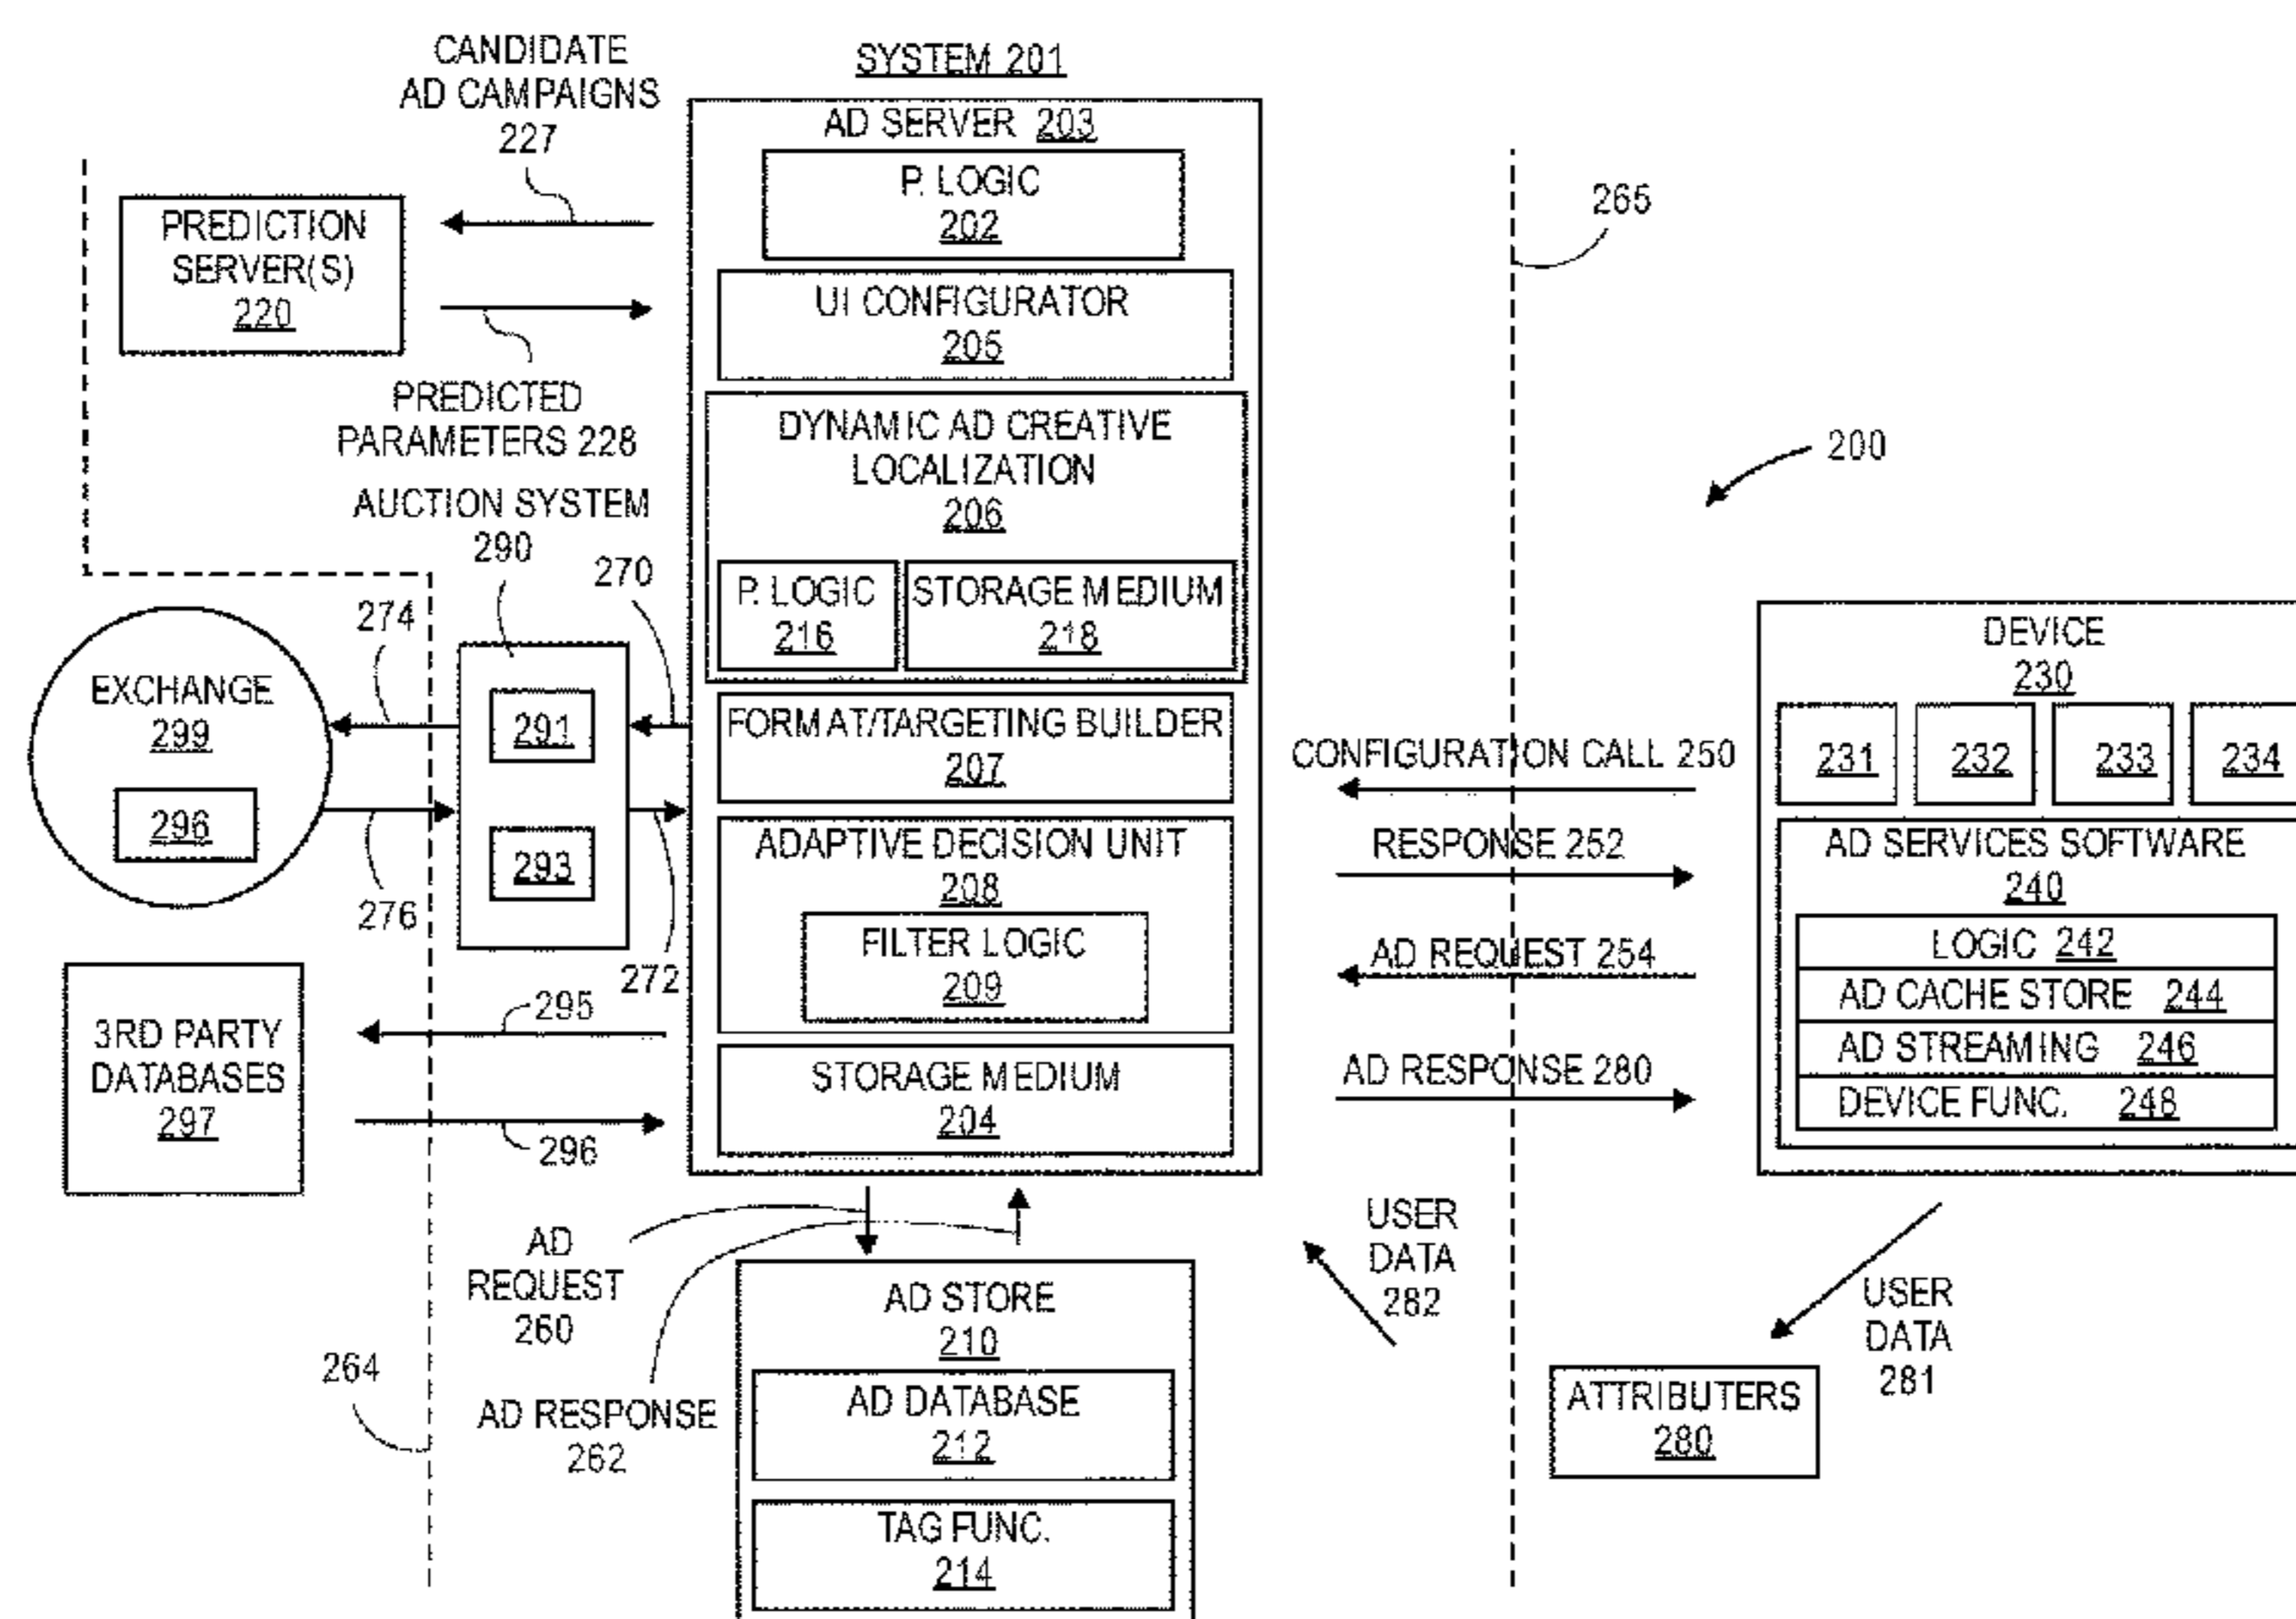 SYSTEM 201
CANDIDATE
AD CAMPAIGNS
227
PREDICTION
SERVER(S)
220
PREDICTED
PARAMETERS 228
AUCTION SYSTEM
290
270
274
EXCHANGE
299
296
276
291
293
272
3RD PARTY
DATABASES
297
295
296
264
AD SERVER 203
P. LOGIC
202
UI CONFIGURATOR
205
DYNAMIC AD CREATIVE
LOCALIZATION
206
P. LOGIC
216
STORAGE MEDIUM
218
FORMAT/TARGETING BUILDER
207
ADAPTIVE DECISION UNIT
208
FILTER LOGIC
209
STORAGE MEDIUM
204
AD
REQUEST
260
AD RESPONSE
262
AD STORE
210
AD DATABASE
212
TAG FUNC.
214
265
200
CONFIGURATION CALL 250
RESPONSE 252
AD REQUEST 254
AD RESPONSE 280
USER
DATA
282
DEVICE
230
231
232
233
234
AD SERVICES SOFTWARE
240
LOGIC 242
AD CACHE STORE 244
AD STREAMING 246
DEVICE FUNC. 248
USER
DATA
281
ATTRIBUTERS
280